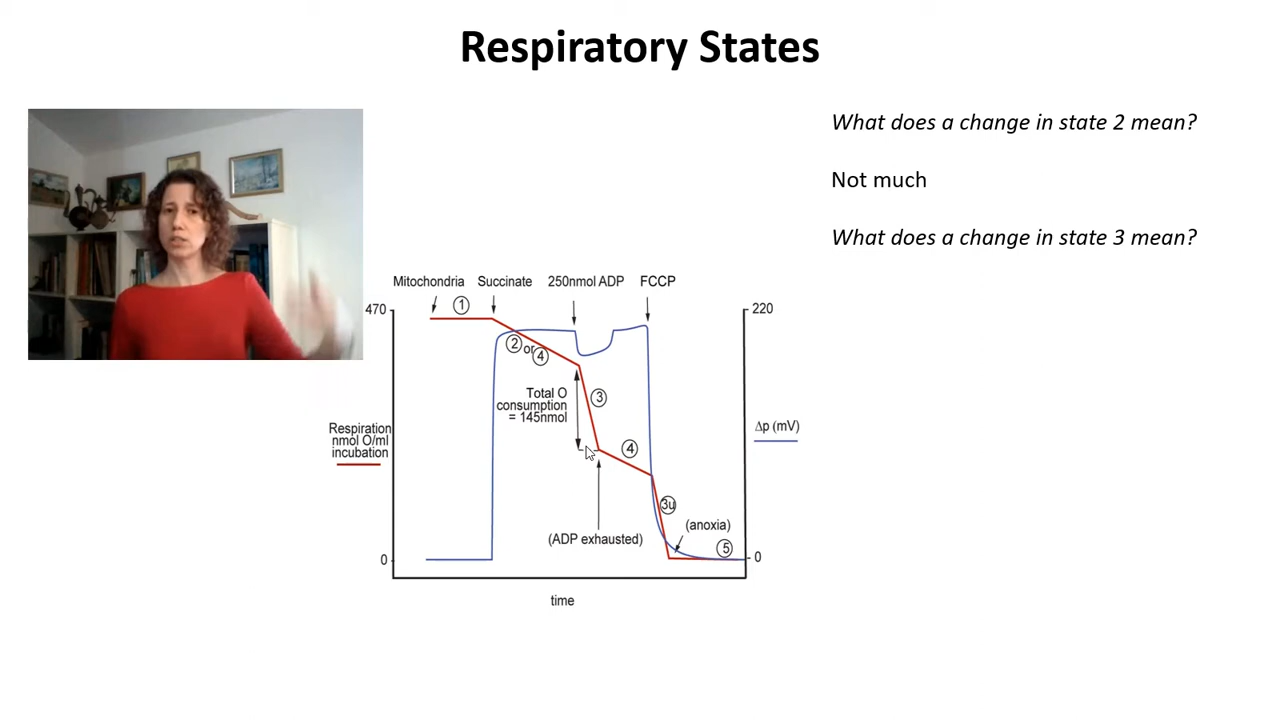 Respiratory States
What does a change in state 2 mean?
Not much
What does a change in state 3 mean?
Mitochondria Succinate 250nmol ADP FCCP
470
220
1
2 or 4
3
Total O
consumption
= 145nmol
Respiration
nmol O/ml
incubation
Δp (mV)
4
3u
(anoxia)
(ADP exhausted)
5
0
0
time